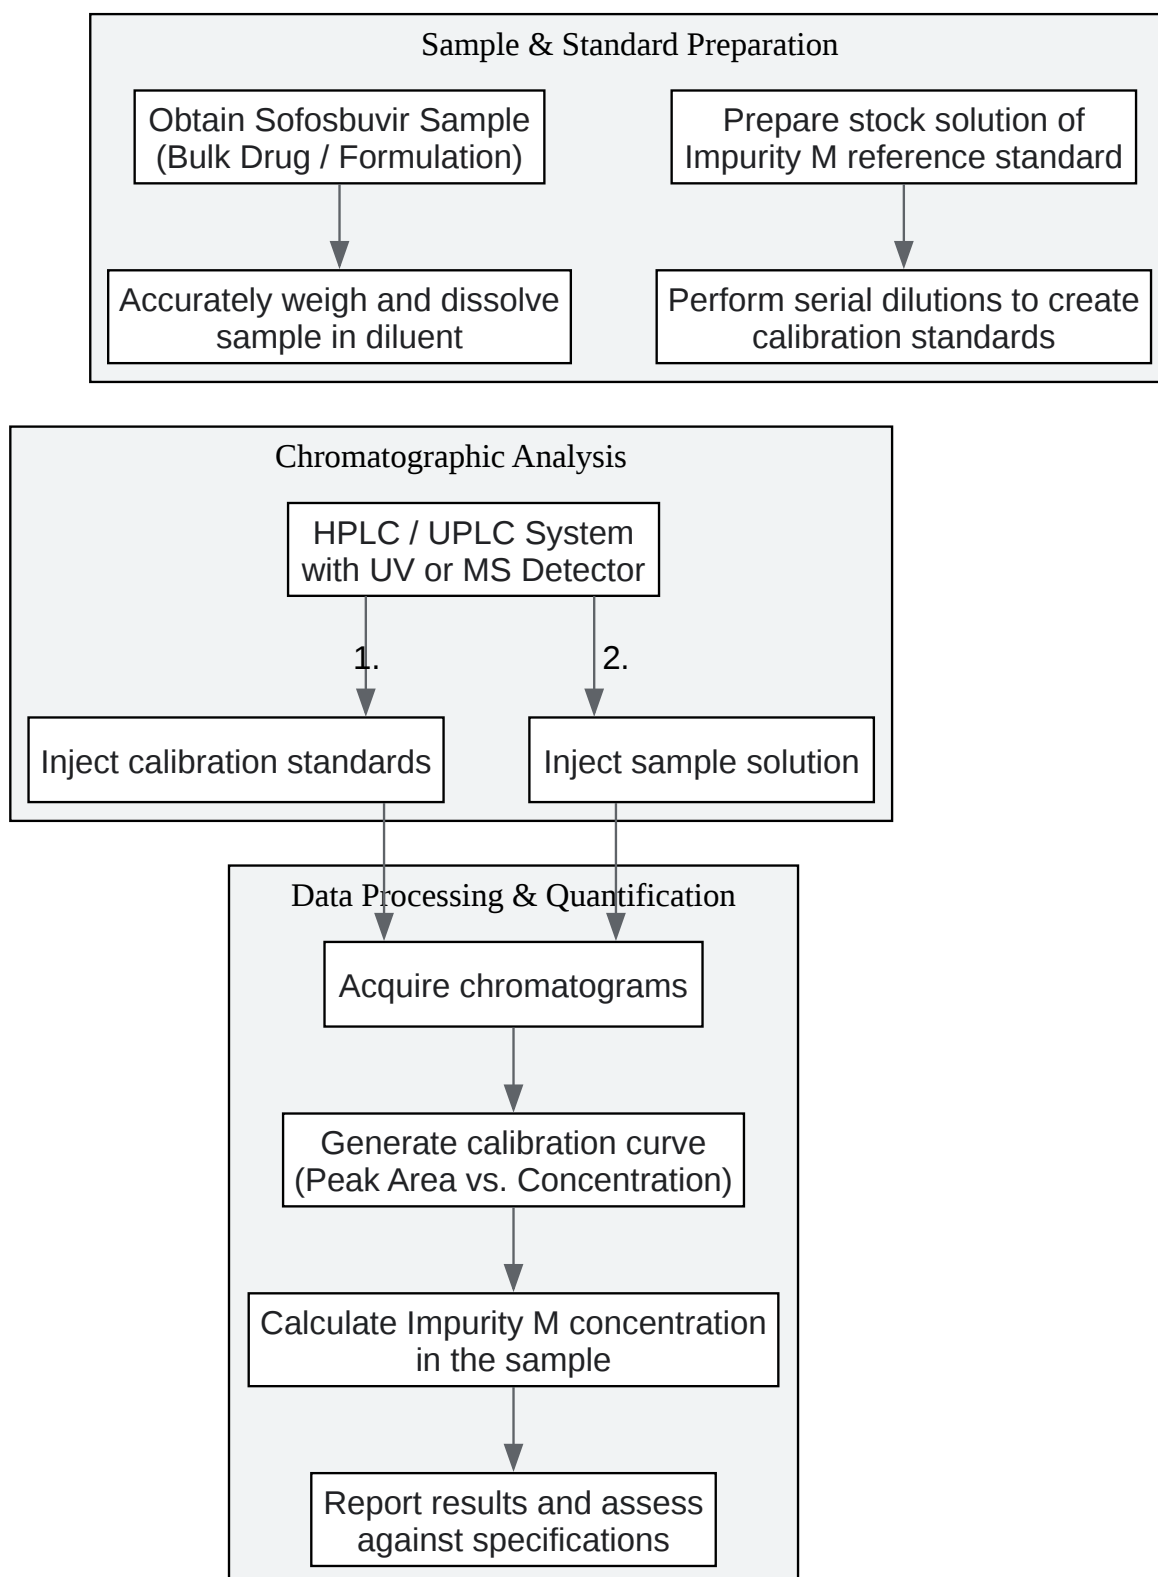 Sample & Standard Preparation
Obtain Sofosbuvir Sample
(Bulk Drug / Formulation)
Prepare stock solution of
Impurity M reference standard
Accurately weigh and dissolve
sample in diluent
Perform serial dilutions to create
calibration standards
Chromatographic Analysis
HPLC / UPLC System
with UV or MS Detector
1.
2.
Inject calibration standards
Inject sample solution
Data Processing & Quantification
Acquire chromatograms
Generate calibration curve
(Peak Area vs. Concentration)
Calculate Impurity M concentration
in the sample
Report results and assess
against specifications